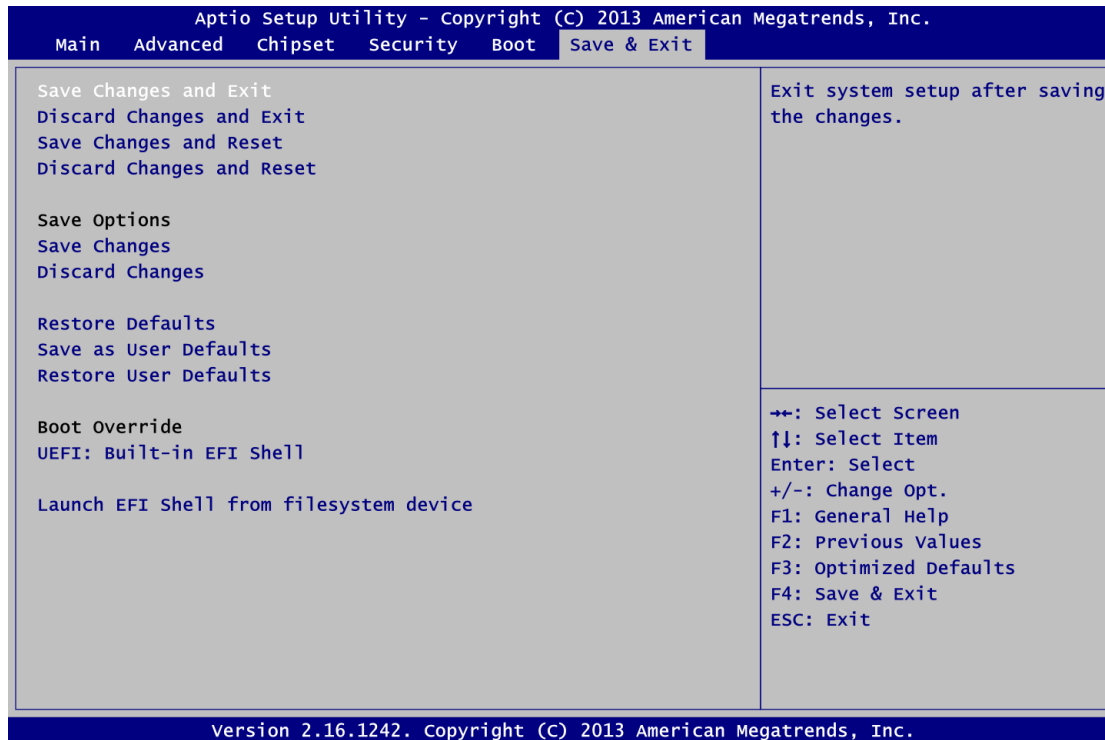 Aptio Setup Utility – Copyright (C) 2013 American Megatrends, Inc.
Main Advanced Chipset Security Boot Save & Exit
Save Changes and Exit
Discard Changes and Exit
Save Changes and Reset
Discard Changes and Reset
Save Options
Save Changes
Discard Changes
Restore Defaults
Save as User Defaults
Restore User Defaults
Boot Override
UEFI: Built-in EFI Shell
Launch EFI Shell from filesystem device
Exit system setup after saving
the changes.
→←: Select Screen
↑↓: Select Item
Enter: Select
+/-: Change Opt.
F1: General Help
F2: Previous Values
F3: Optimized Defaults
F4: Save & Exit
ESC: Exit
Version 2.16.1242. Copyright (C) 2013 American Megatrends, Inc.